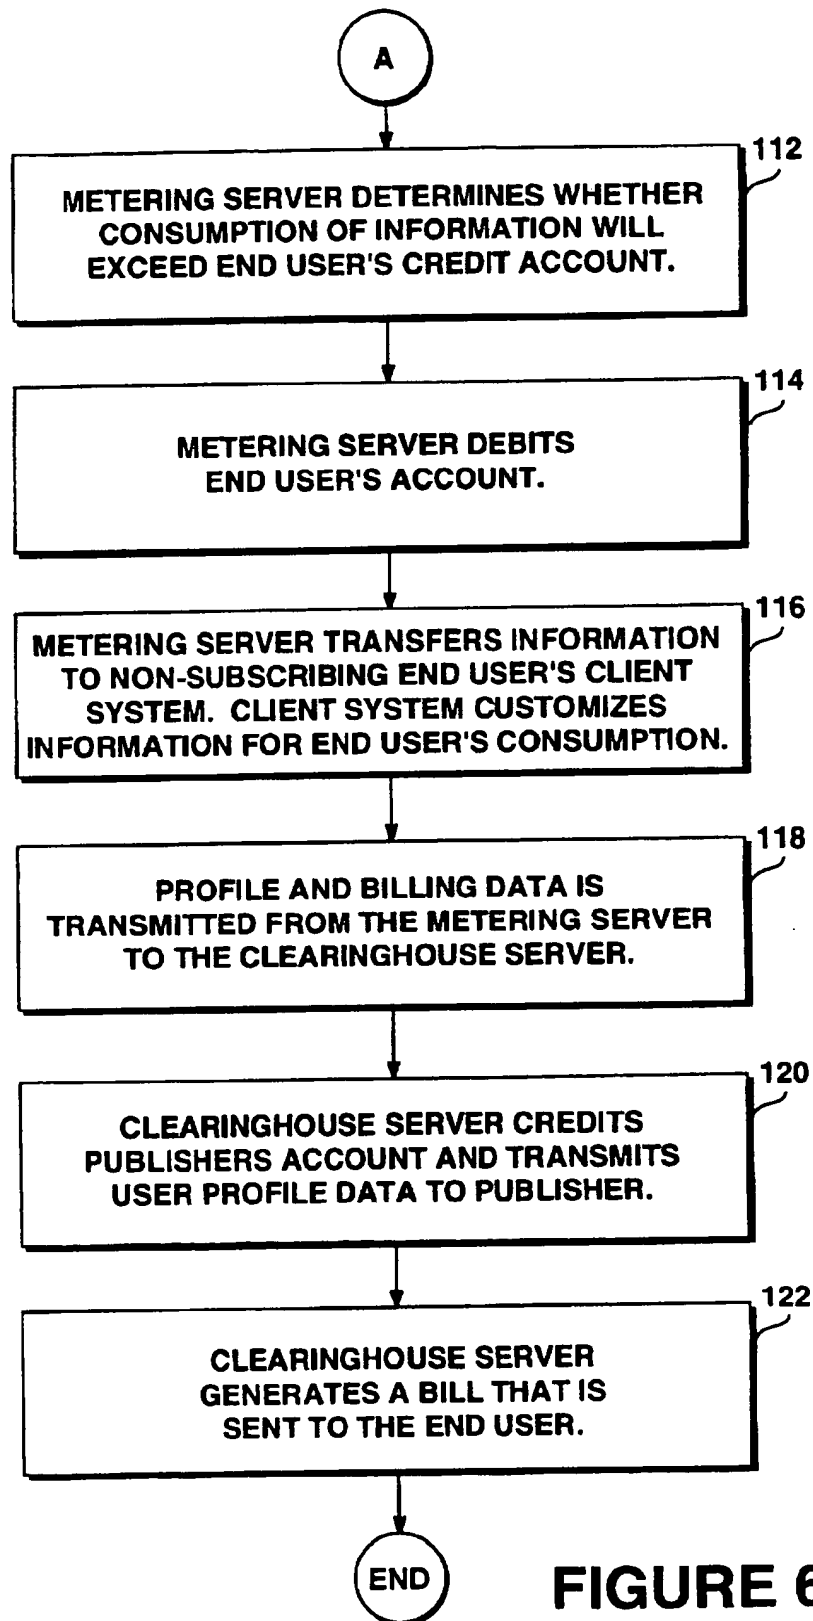 A
112
METERING SERVER DETERMINES WHETHER
CONSUMPTION OF INFORMATION WILL
EXCEED END USER'S CREDIT ACCOUNT.
114
METERING SERVER DEBITS
END USER'S ACCOUNT.
116
METERING SERVER TRANSFERS INFORMATION
TO NON-SUBSCRIBING END USER'S CLIENT
SYSTEM. CLIENT SYSTEM CUSTOMIZES
INFORMATION FOR END USER'S CONSUMPTION.
118
PROFILE AND BILLING DATA IS
TRANSMITTED FROM THE METERING SERVER
TO THE CLEARINGHOUSE SERVER.
120
CLEARINGHOUSE SERVER CREDITS
PUBLISHERS ACCOUNT AND TRANSMITS
USER PROFILE DATA TO PUBLISHER.
122
CLEARINGHOUSE SERVER
GENERATES A BILL THAT IS
SENT TO THE END USER.
END
FIGURE 6